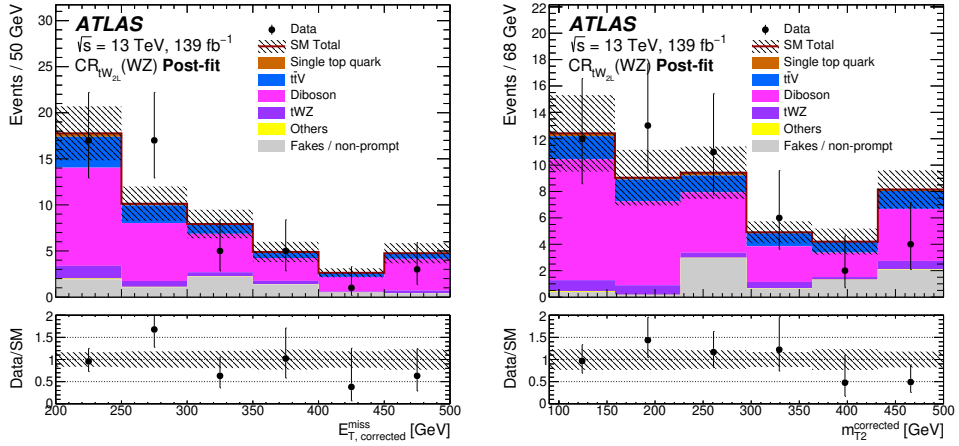 ATLAS
√s = 13 TeV, 139 fb⁻¹
CR_tW_2L (WZ) Post-fit
Data
SM Total
Single top quark
tt̄V
Diboson
tWZ
Others
Fakes / non-prompt
Events / 50 GeV
30
25
20
15
10
5
0
Data/SM
2
1.5
1
0.5
0
200 250 300 350 400 450 500
E_T, corrected^miss [GeV]
ATLAS
√s = 13 TeV, 139 fb⁻¹
CR_tW_2L (WZ) Post-fit
Data
SM Total
Single top quark
tt̄V
Diboson
tWZ
Others
Fakes / non-prompt
Events / 68 GeV
22
20
18
16
14
12
10
8
6
4
2
0
Data/SM
2
1.5
1
0.5
0
100 150 200 250 300 350 400 450 500
m_T2^corrected [GeV]